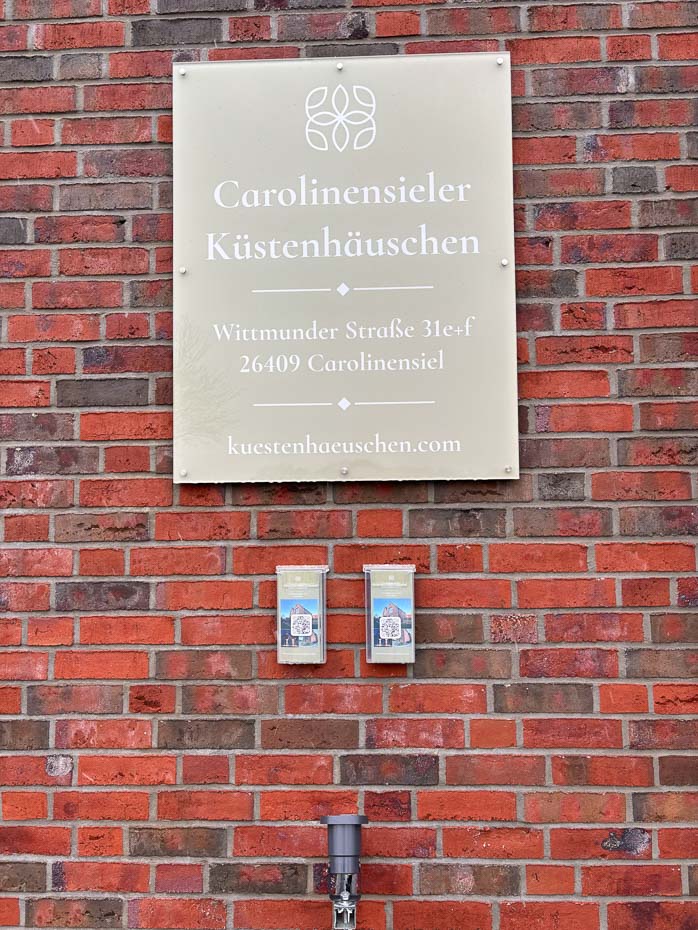 Carolinensieler
Küstenhäuschen
Wittmunder Straße 31e+f
26409 Carolinensiel
kuestenhaeuschen.com